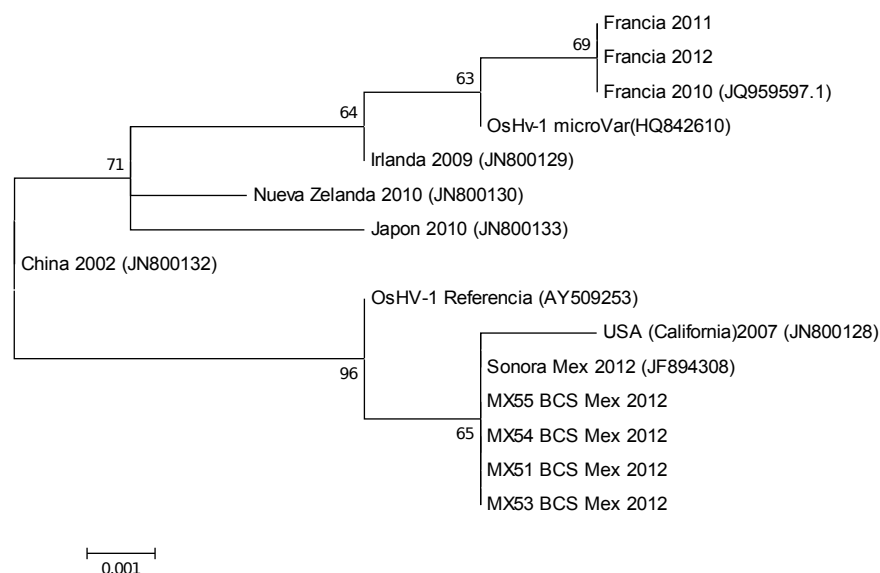 Francia 2011
69
Francia 2012
63
Francia 2010 (JQ959597.1)
64
OsHv-1 microVar(HQ842610)
71
Irlanda 2009 (JN800129)
Nueva Zelanda 2010 (JN800130)
Japon 2010 (JN800133)
China 2002 (JN800132)
OsHV-1 Referencia (AY509253)
USA (California)2007 (JN800128)
96
Sonora Mex 2012 (JF894308)
MX55 BCS Mex 2012
65
MX54 BCS Mex 2012
MX51 BCS Mex 2012
MX53 BCS Mex 2012
0.001